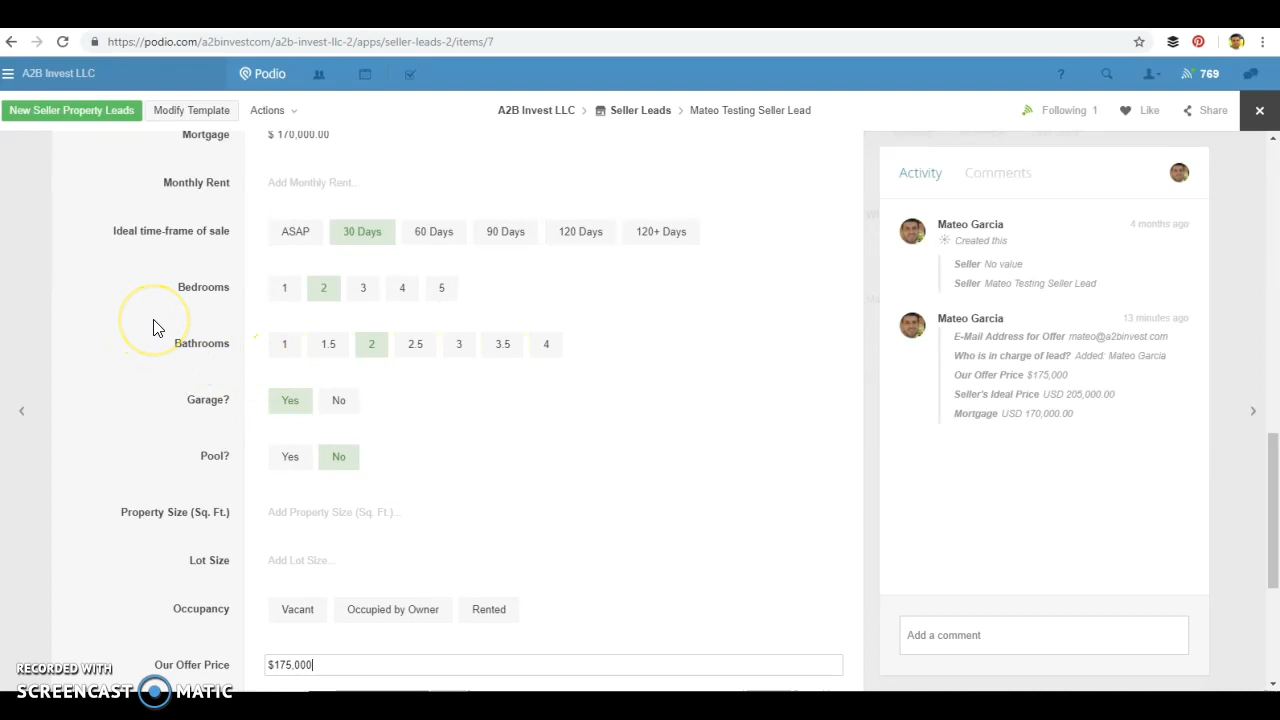 https://podio.com/a2binvestcom/a2b-invest-llc-2/apps/seller-leads-2/items/7
A2B Invest LLC
Podio
? 769
New Seller Property Leads Modify Template Actions
A2B Invest LLC > Seller Leads > Mateo Testing Seller Lead
Following 1 Like Share
Mortgage $ 170,000.00
Monthly Rent Add Monthly Rent...
Ideal time-frame of sale ASAP 30 Days 60 Days 90 Days 120 Days 120+ Days
Bedrooms 1 2 3 4 5
Bathrooms 1 1.5 2 2.5 3 3.5 4
Garage? Yes No
Pool? Yes No
Property Size (Sq. Ft.) Add Property Size (Sq. Ft.)...
Lot Size Add Lot Size...
Occupancy Vacant Occupied by Owner Rented
Our Offer Price $175,000
Activity Comments
Mateo Garcia 4 months ago
Created this
Seller No value
Seller Mateo Testing Seller Lead
Mateo Garcia 13 minutes ago
E-Mail Address for Offer mateo@a2binvest.com
Who is in charge of lead? Added: Mateo Garcia
Our Offer Price $175,000
Seller's Ideal Price USD 205,000.00
Mortgage USD 170,000.00
Add a comment
RECORDED WITH
SCREENCAST MATIC